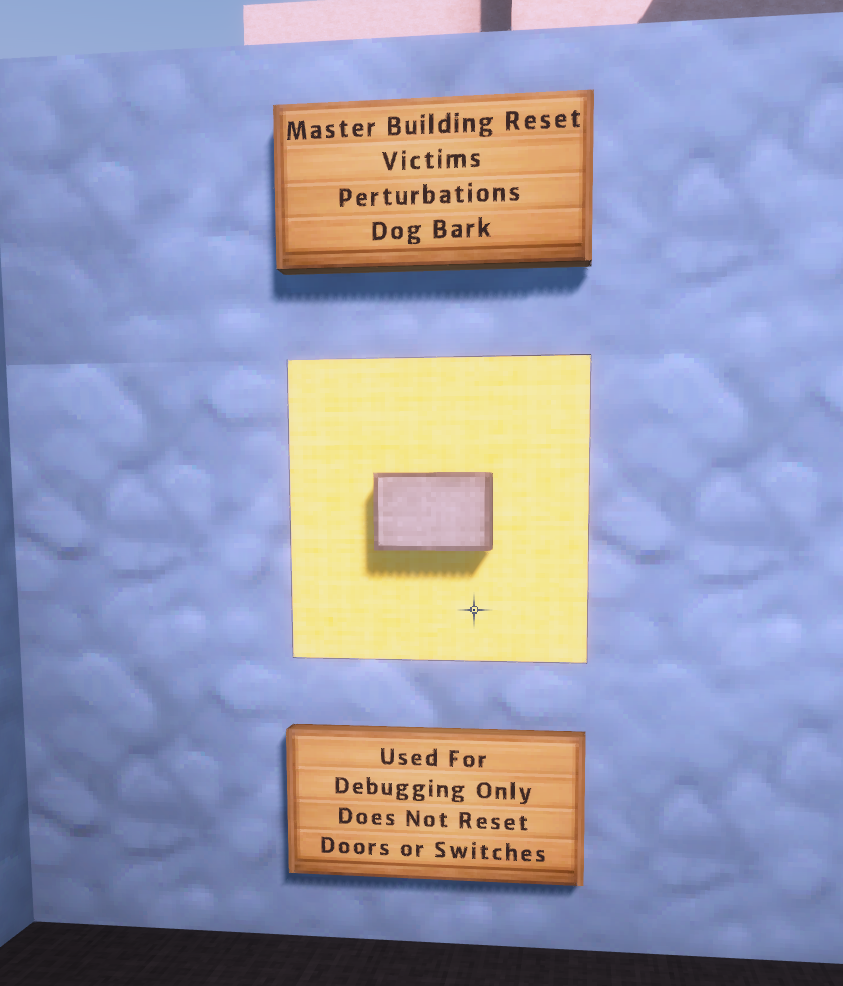 Master Building Reset
Victims
Perturbations
Dog Bark
Used For
Debugging Only
Does Not Reset
Doors or Switches